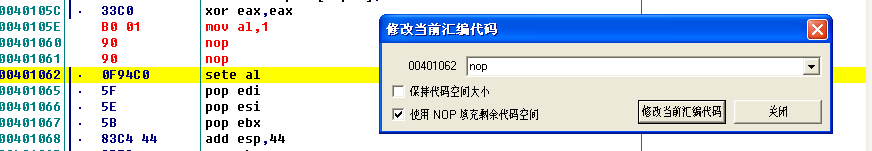 0040105C 33C0 xor eax,eax
0040105E B0 01 mov al,1
00401060 90 nop
00401061 90 nop
00401062 0F94C0 sete al
00401065 5F pop edi
00401066 5E pop esi
00401067 5B pop ebx
00401068 83C4 44 add esp,44
修改当前汇编代码
00401062 nop
保持代码空间大小
使用 NOP 填充剩余代码空间
修改当前汇编代码 关闭